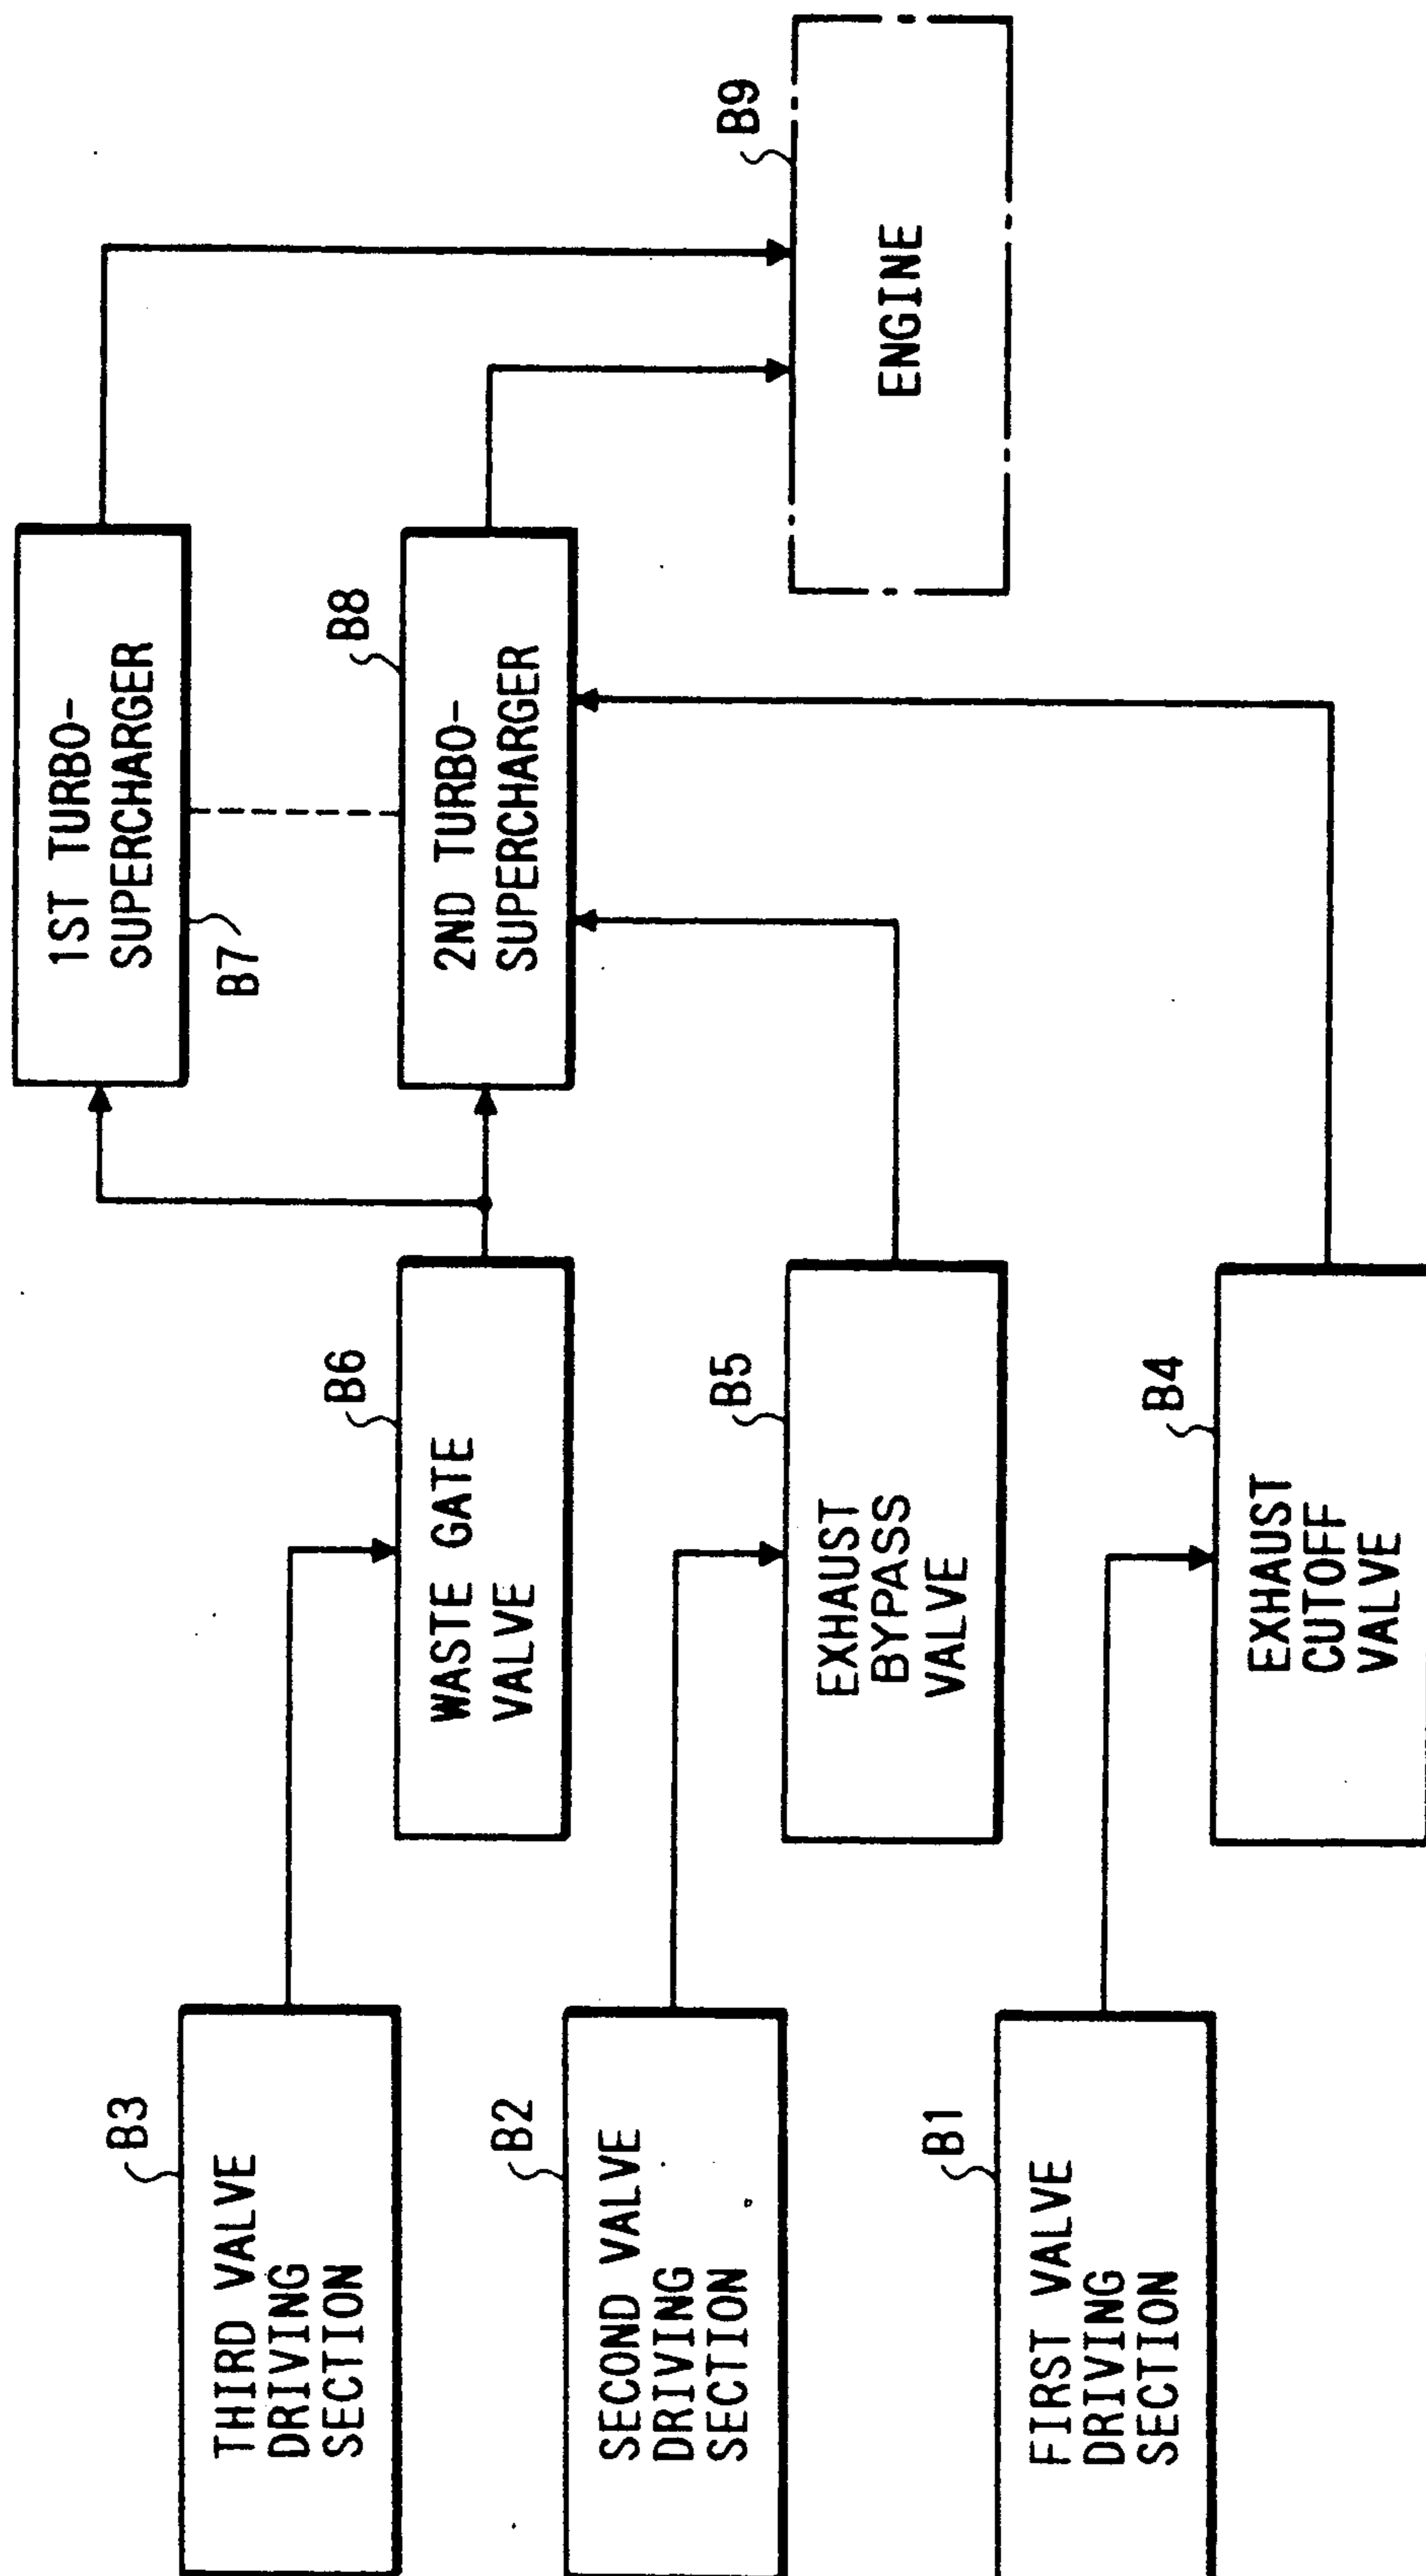 B3
THIRD VALVE
DRIVING
SECTION
B2
SECOND VALVE
DRIVING
SECTION
B1
FIRST VALVE
DRIVING
SECTION
B6
WASTE GATE
VALVE
B5
EXHAUST
BYPASS
VALVE
B4
EXHAUST
CUTOFF
VALVE
1ST TURBO-
SUPERCHARGER
B7
B8
2ND TURBO-
SUPERCHARGER
B9
ENGINE